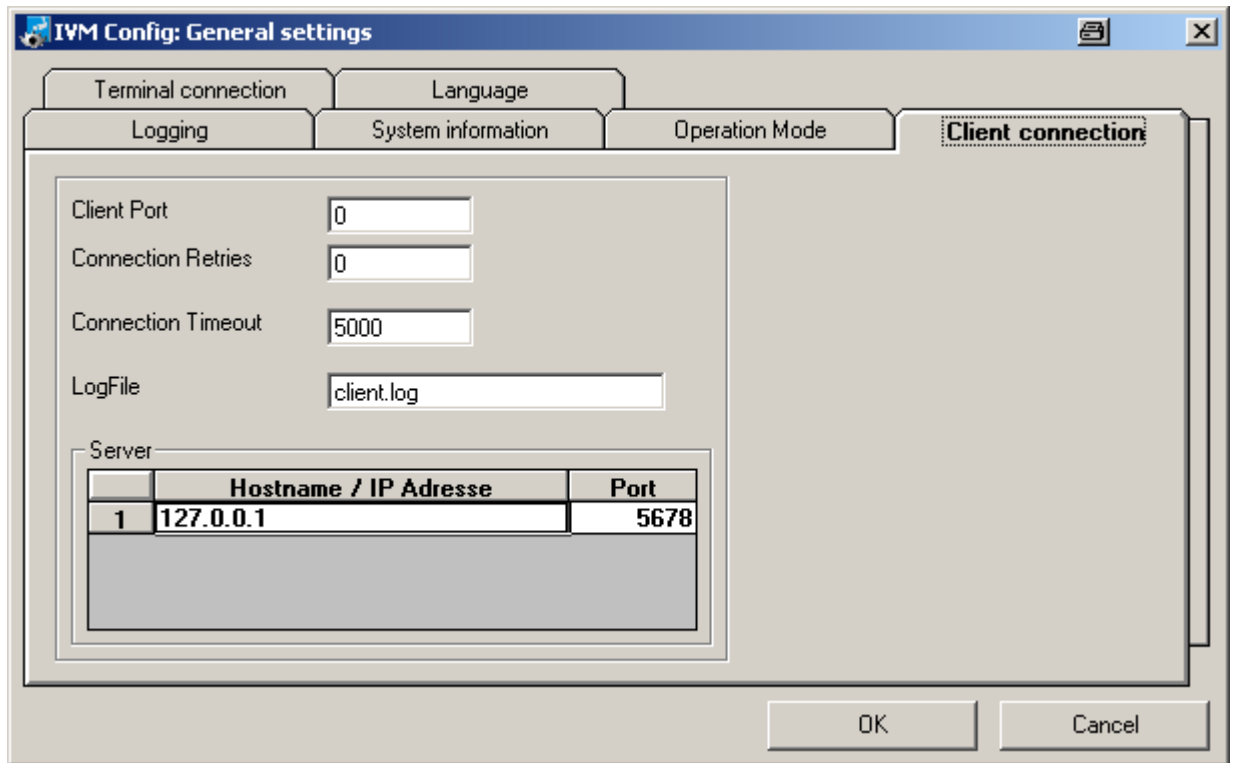 IVM Config: General settings
Terminal connection Language
Logging System information Operation Mode Client connection
Client Port 0
Connection Retries 0
Connection Timeout 5000
LogFile client.log
Server
Hostname / IP Adresse Port
1 127.0.0.1 5678
OK Cancel